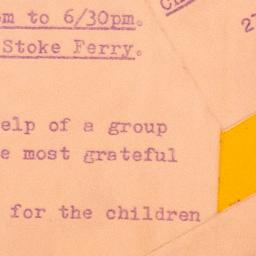 m to 6/30pm.
Stoke Ferry.
elp of a group
e most grateful
for the children